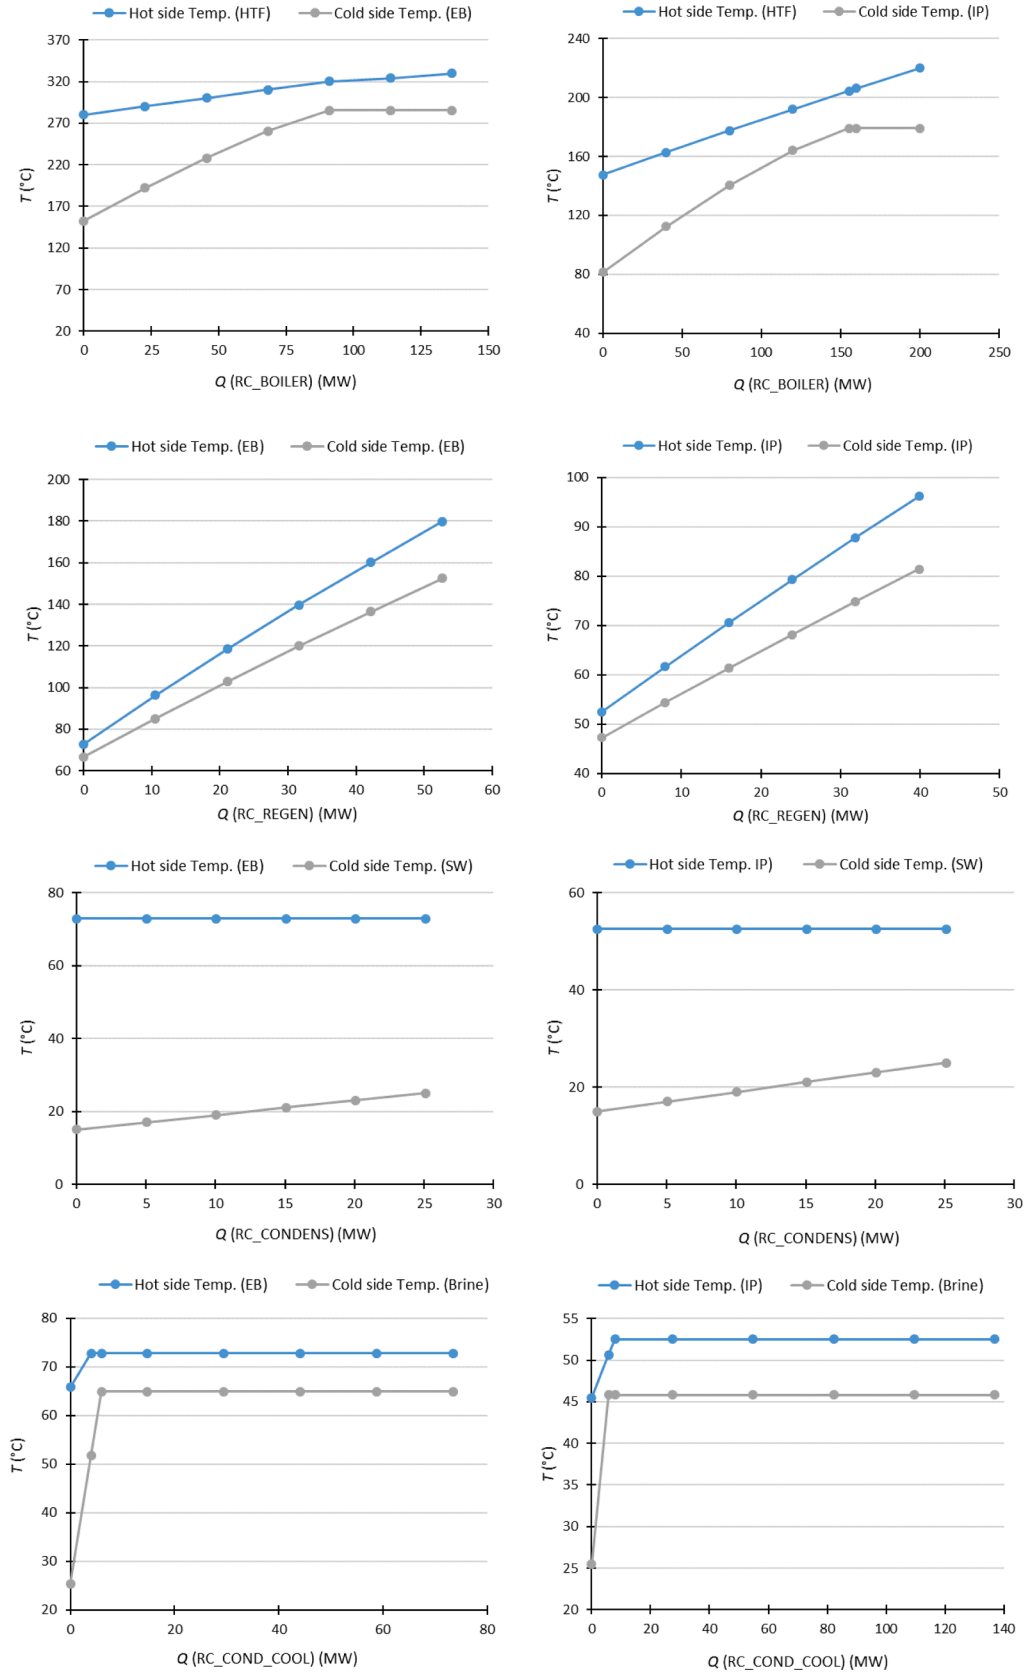 Hot side Temp. (HTF) Cold side Temp. (EB)
370
320
270
220
170
120
70
20
T (°C)
0 25 50 75 100 125 150
Q (RC_BOILER) (MW)
Hot side Temp. (HTF) Cold side Temp. (IP)
240
200
160
120
80
40
T (°C)
0 50 100 150 200 250
Q (RC_BOILER) (MW)
Hot side Temp. (EB) Cold side Temp. (EB)
200
180
160
140
120
100
80
60
T (°C)
0 10 20 30 40 50 60
Q (RC_REGEN) (MW)
Hot side Temp. (IP) Cold side Temp. (IP)
100
90
80
70
60
50
40
T (°C)
0 10 20 30 40 50
Q (RC_REGEN) (MW)
Hot side Temp. (EB) Cold side Temp. (SW)
80
60
40
20
0
T (°C)
0 5 10 15 20 25 30
Q (RC_CONDENS) (MW)
Hot side Temp. IP) Cold side Temp. (SW)
60
40
20
0
T (°C)
0 5 10 15 20 25 30
Q (RC_CONDENS) (MW)
Hot side Temp. (EB) Cold side Temp. (Brine)
80
70
60
50
40
30
20
T (°C)
0 20 40 60 80
Q (RC_COND_COOL) (MW)
Hot side Temp. (IP) Cold side Temp. (Brine)
55
50
45
40
35
30
25
20
T (°C)
0 20 40 60 80 100 120 140
Q (RC_COND_COOL) (MW)